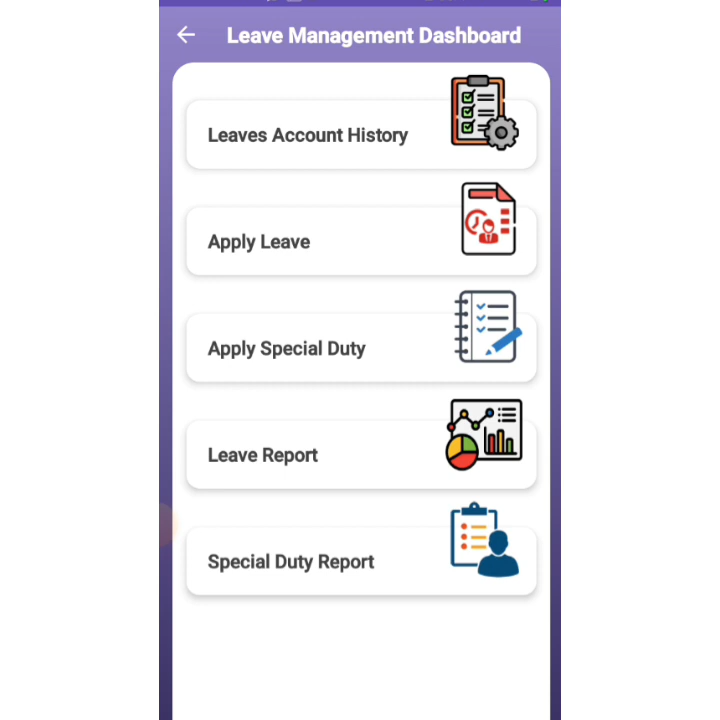 Leave Management Dashboard
Leaves Account History
Apply Leave
Apply Special Duty
Leave Report
Special Duty Report